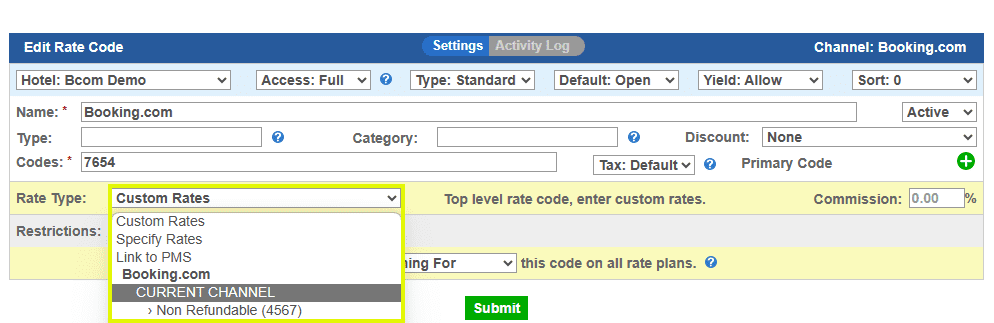 Edit Rate Code Settings Activity Log Channel: Booking.com
Hotel: Bcom Demo Access: Full ? Type: Standard Default: Open Yield: Allow Sort: 0
Name: * Booking.com Active
Type: ? Category: ? Discount: None
Codes: * 7654 Tax: Default ? Primary Code
Rate Type: Custom Rates Top level rate code, enter custom rates. Commission: 0.00 %
Custom Rates
Specify Rates
Restrictions:
Link to PMS
Booking.com
For this code on all rate plans. ?
CURRENT CHANNEL
› Non Refundable (4567)
Submit